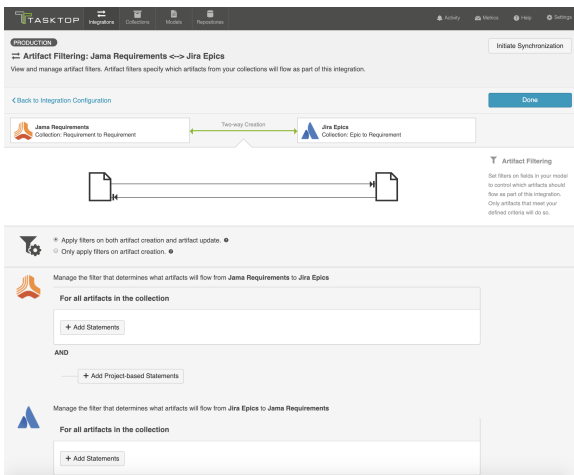 TASKTOP
Integrations
Collections
Models
Repositories
Activity
Metrics
Help
Settings
PRODUCTION
Artifact Filtering: Jama Requirements <--> Jira Epics
View and manage artifact filters. Artifact filters specify which artifacts from your collections will flow as part of this integration.
Initiate Synchronization
Back to Integration Configuration
Done
Jama Requirements
Collection: Requirement to Requirement
Two-way Creation
Jira Epics
Collection: Epic to Requirement
Artifact Filtering
Set filters on fields in your model
to control which artifacts should
flow as part of this integration.
Only artifacts that meet your
defined criteria will do so.
Apply filters on both artifact creation and artifact update.
Only apply filters on artifact creation.
Manage the filter that determines what artifacts will flow from Jama Requirements to Jira Epics
For all artifacts in the collection
+ Add Statements
AND
+ Add Project-based Statements
Manage the filter that determines what artifacts will flow from Jira Epics to Jama Requirements
For all artifacts in the collection
+ Add Statements